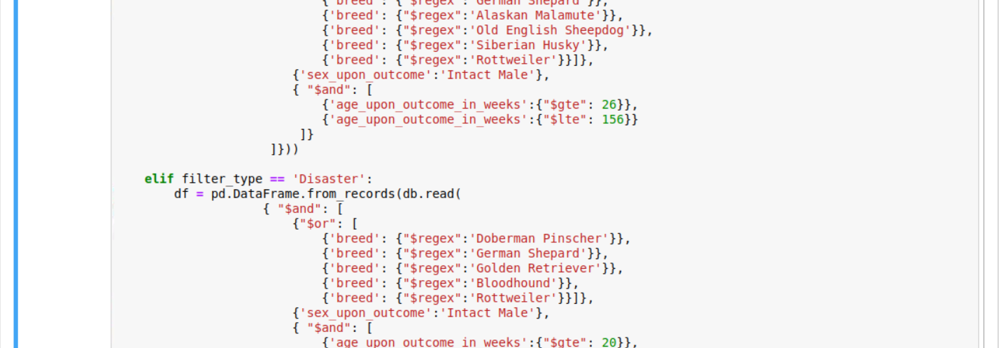 {'breed': {"$regex":'German Shepard'}},
{'breed': {"$regex":'Alaskan Malamute'}},
{'breed': {"$regex":'Old English Sheepdog'}},
{'breed': {"$regex":'Siberian Husky'}},
{'breed': {"$regex":'Rottweiler'}}]},
{'sex_upon_outcome':'Intact Male'},
{ "$and": [
{'age_upon_outcome_in_weeks':{"$gte": 26}},
{'age_upon_outcome_in_weeks':{"$lte": 156}}
]}
]}))
elif filter_type == 'Disaster':
df = pd.DataFrame.from_records(db.read(
{ "$and": [
{"$or": [
{'breed': {"$regex":'Doberman Pinscher'}},
{'breed': {"$regex":'German Shepard'}},
{'breed': {"$regex":'Golden Retriever'}},
{'breed': {"$regex":'Bloodhound'}},
{'breed': {"$regex":'Rottweiler'}}]},
{'sex_upon_outcome':'Intact Male'},
{ "$and": [
{'age_upon_outcome_in_weeks':{"$gte": 20}},